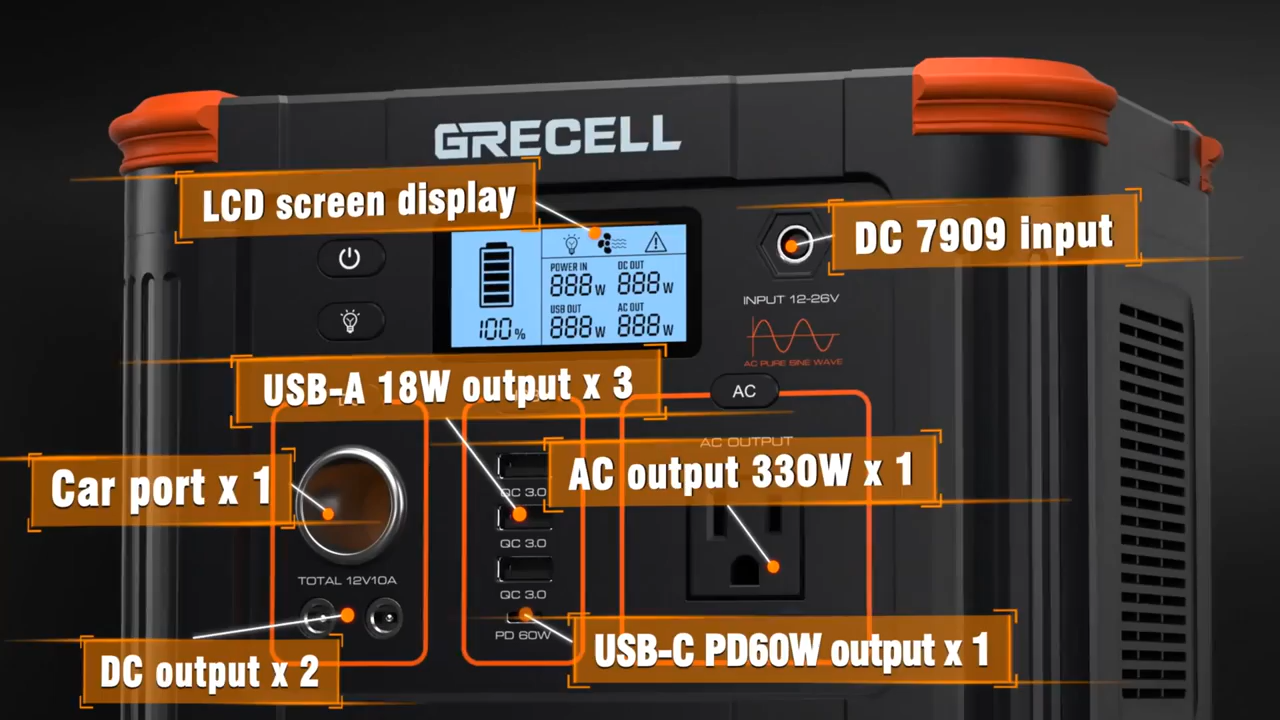 GRECELL
LCD screen display
DC 7909 input
POWER IN
888W
DC OUT
888W
USB OUT
888W
AC OUT
888W
100%
INPUT 12-26V
AC PURE SINE WAVE
USB-A 18W output x 3
AC
AC OUTPUT
Car port x 1
AC output 330W x 1
QC 3.0
QC 3.0
QC 3.0
TOTAL 12V10A
PD 60W
DC output x 2
USB-C PD60W output x 1